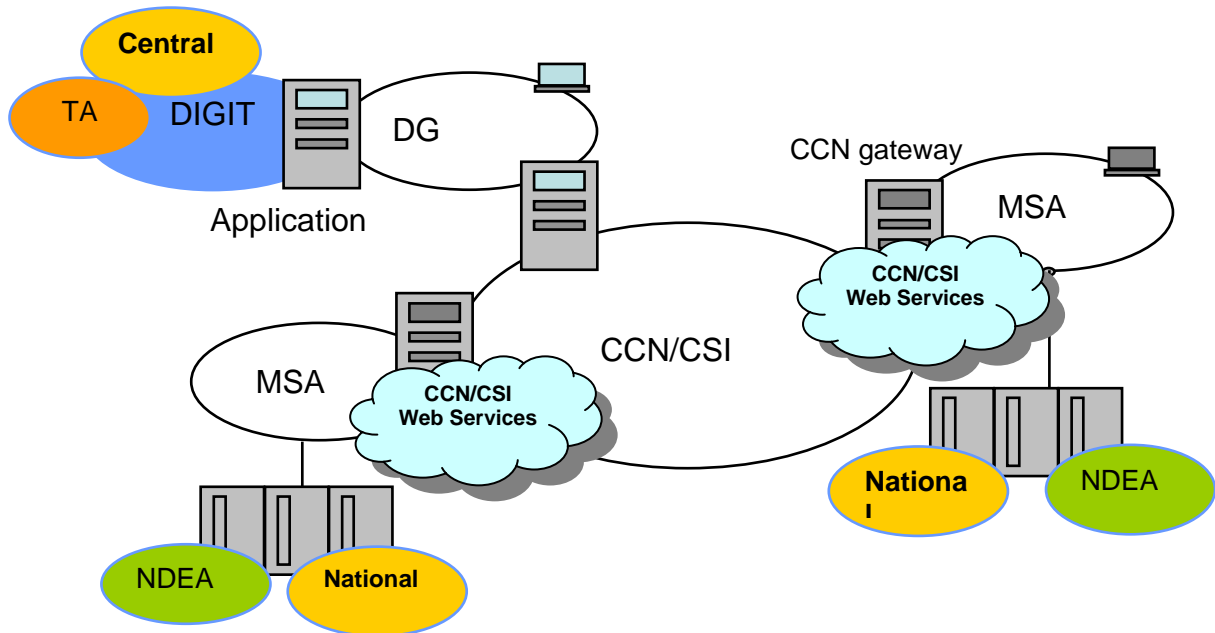 Central
TA
DIGIT
DG
CCN gateway
Application
MSA
CCN/CSI
Web Services
CCN/CSI
MSA
CCN/CSI
Web Services
Nationa
l
NDEA
NDEA
National